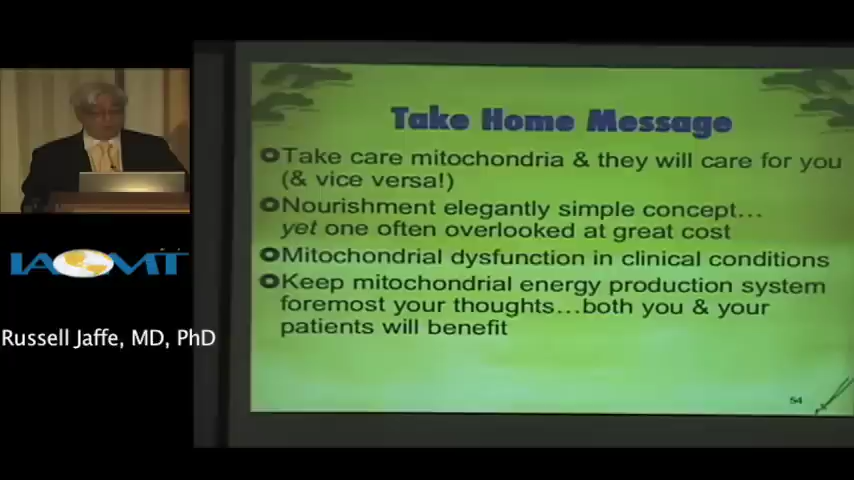 Take Home Message
Take care mitochondria & they will care for you
(& vice versa!)
Nourishment elegantly simple concept...
yet one often overlooked at great cost
Mitochondrial dysfunction in clinical conditions
Keep mitochondrial energy production system
foremost your thoughts...both you & your
patients will benefit
54
IAOMT
Russell Jaffe, MD, PhD